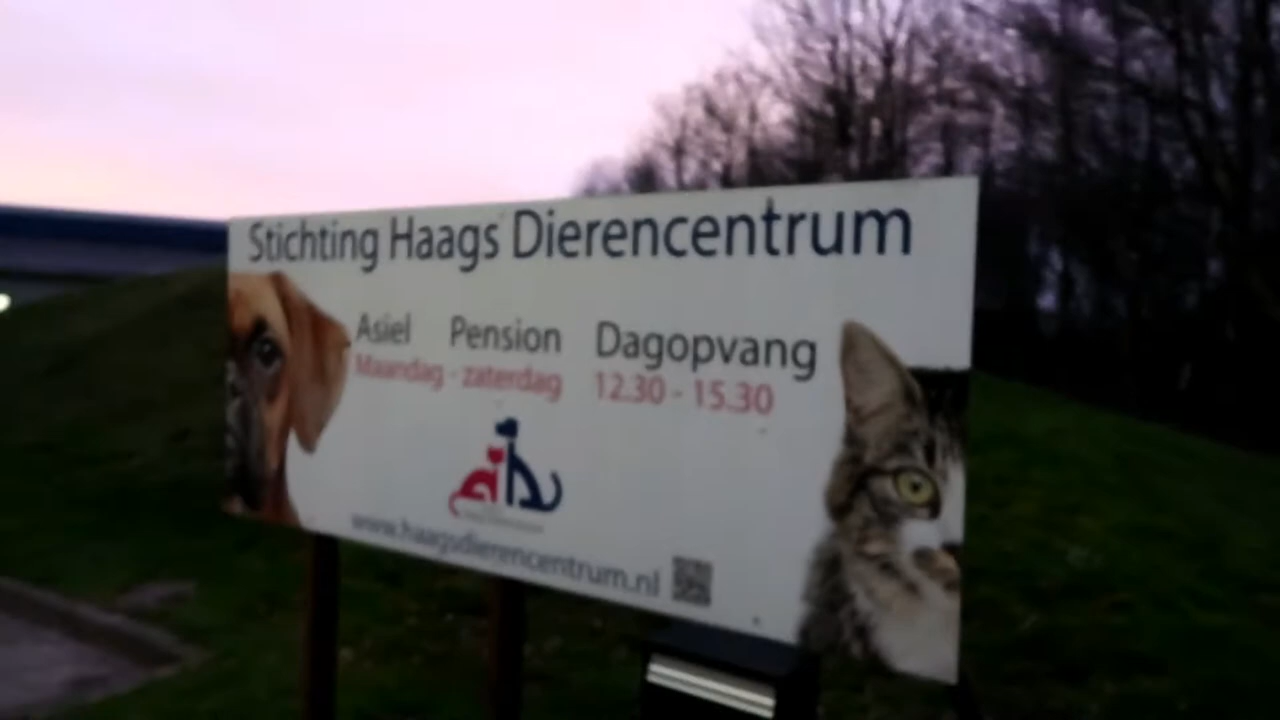 Stichting Haags Dierencentrum
Asiel Pension Dagopvang
Maandag - zaterdag 12.30 - 15.30
www.haagsdierencentrum.nl